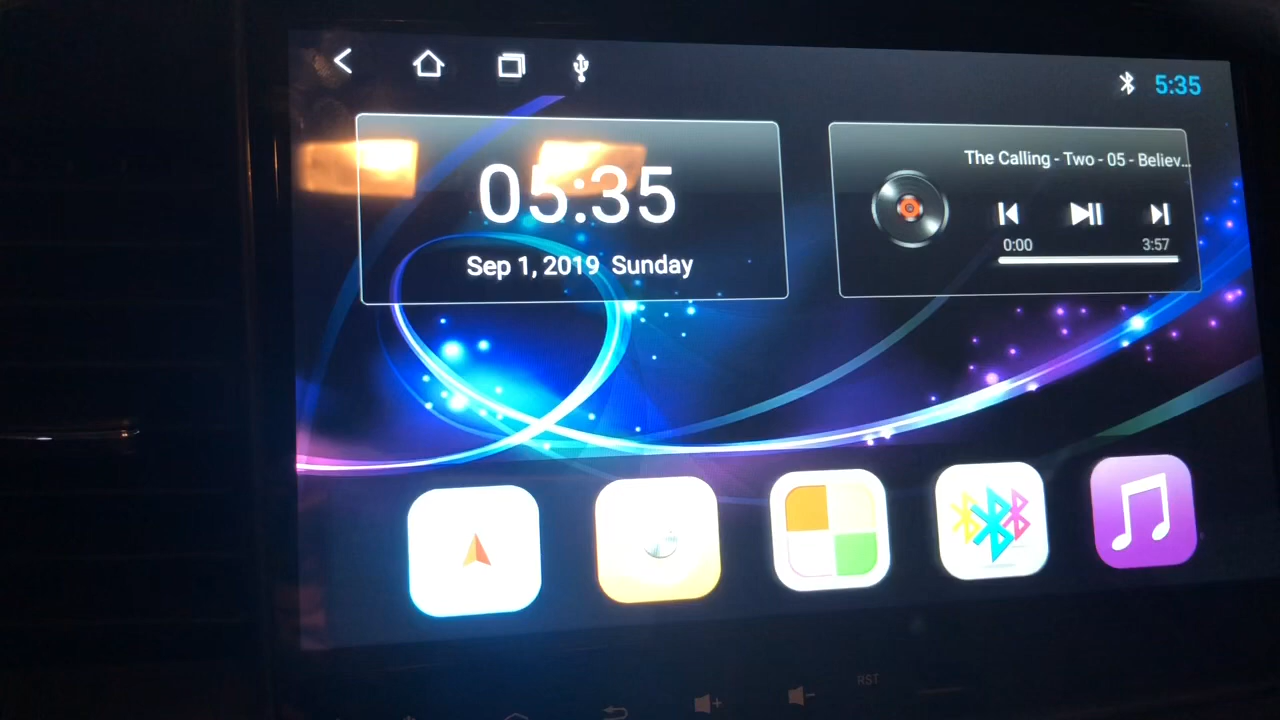 5:35
05:35
Sep 1, 2019 Sunday
The Calling - Two - 05 - Believ...
0:00
3:57
RST